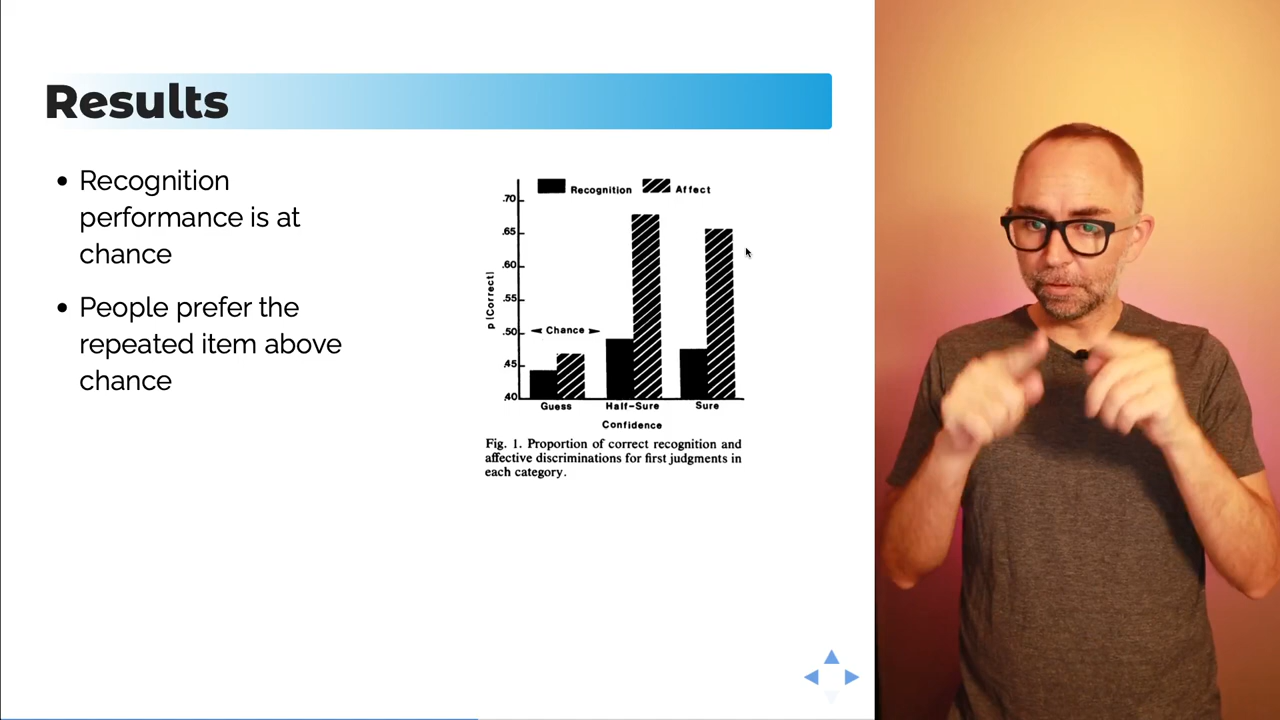 Results
Recognition
performance is at
chance
People prefer the
repeated item above
chance
Recognition Affect
.70
.65
.60
.55
.50
.45
.40
p (Correct)
Chance
Guess Half-Sure Sure
Confidence
Fig. 1. Proportion of correct recognition and
affective discriminations for first judgments in
each category.